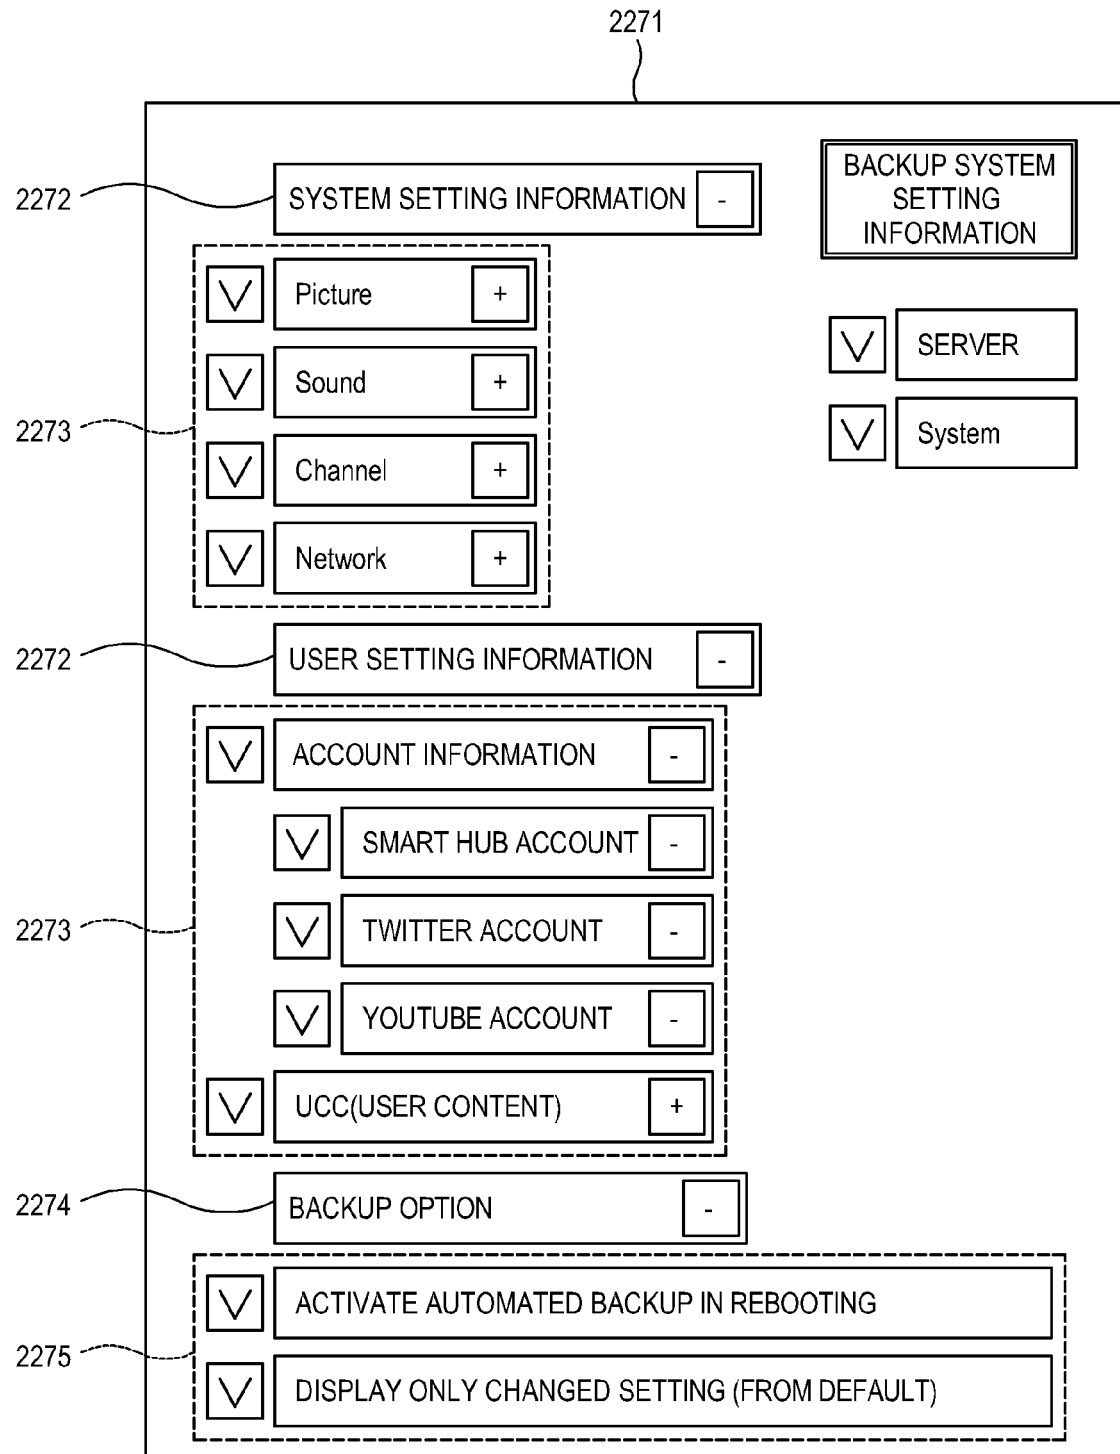 2271
BACKUP SYSTEM
SETTING
INFORMATION
2272
SYSTEM SETTING INFORMATION -
Picture +
SERVER
Sound +
System
2273
Channel +
Network +
2272
USER SETTING INFORMATION -
ACCOUNT INFORMATION -
SMART HUB ACCOUNT -
2273
TWITTER ACCOUNT -
YOUTUBE ACCOUNT -
UCC(USER CONTENT) +
2274
BACKUP OPTION -
ACTIVATE AUTOMATED BACKUP IN REBOOTING
2275
DISPLAY ONLY CHANGED SETTING (FROM DEFAULT)